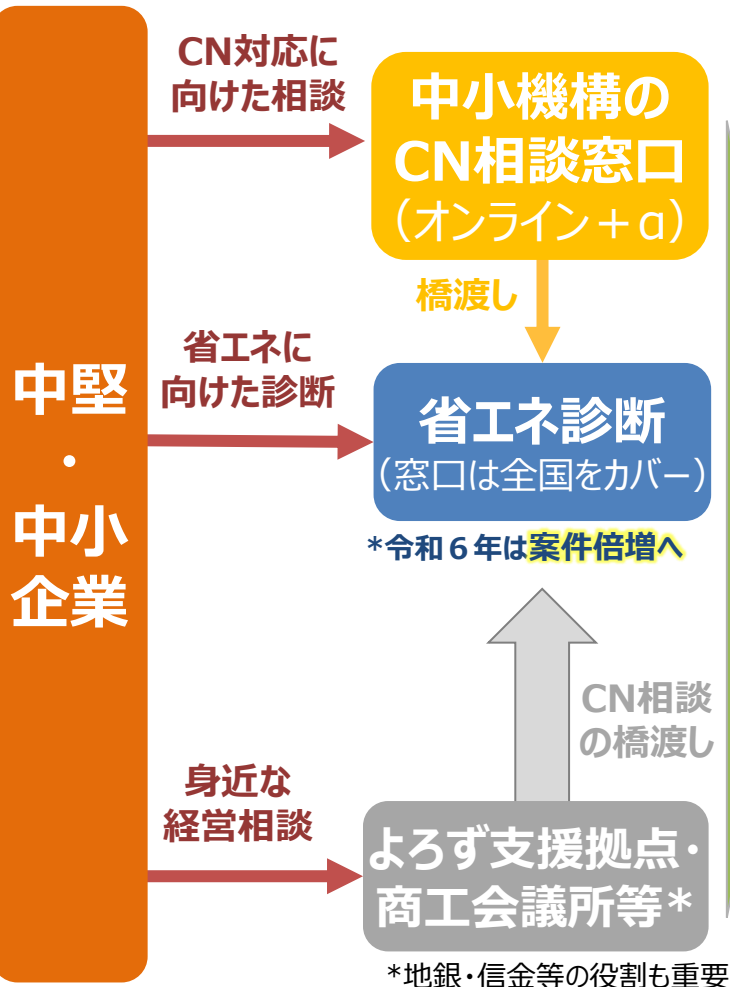 中堅
・
中小
企業
CN対応に
向けた相談
中小機構の
CN相談窓口
（オンライン＋α）
橋渡し
省エネに
向けた診断
省エネ診断
（窓口は全国をカバー）
*令和６年は案件倍増へ
CN相談
の橋渡し
身近な
経営相談
よろず支援拠点・
商工会議所等*
*地銀・信金等の役割も重要